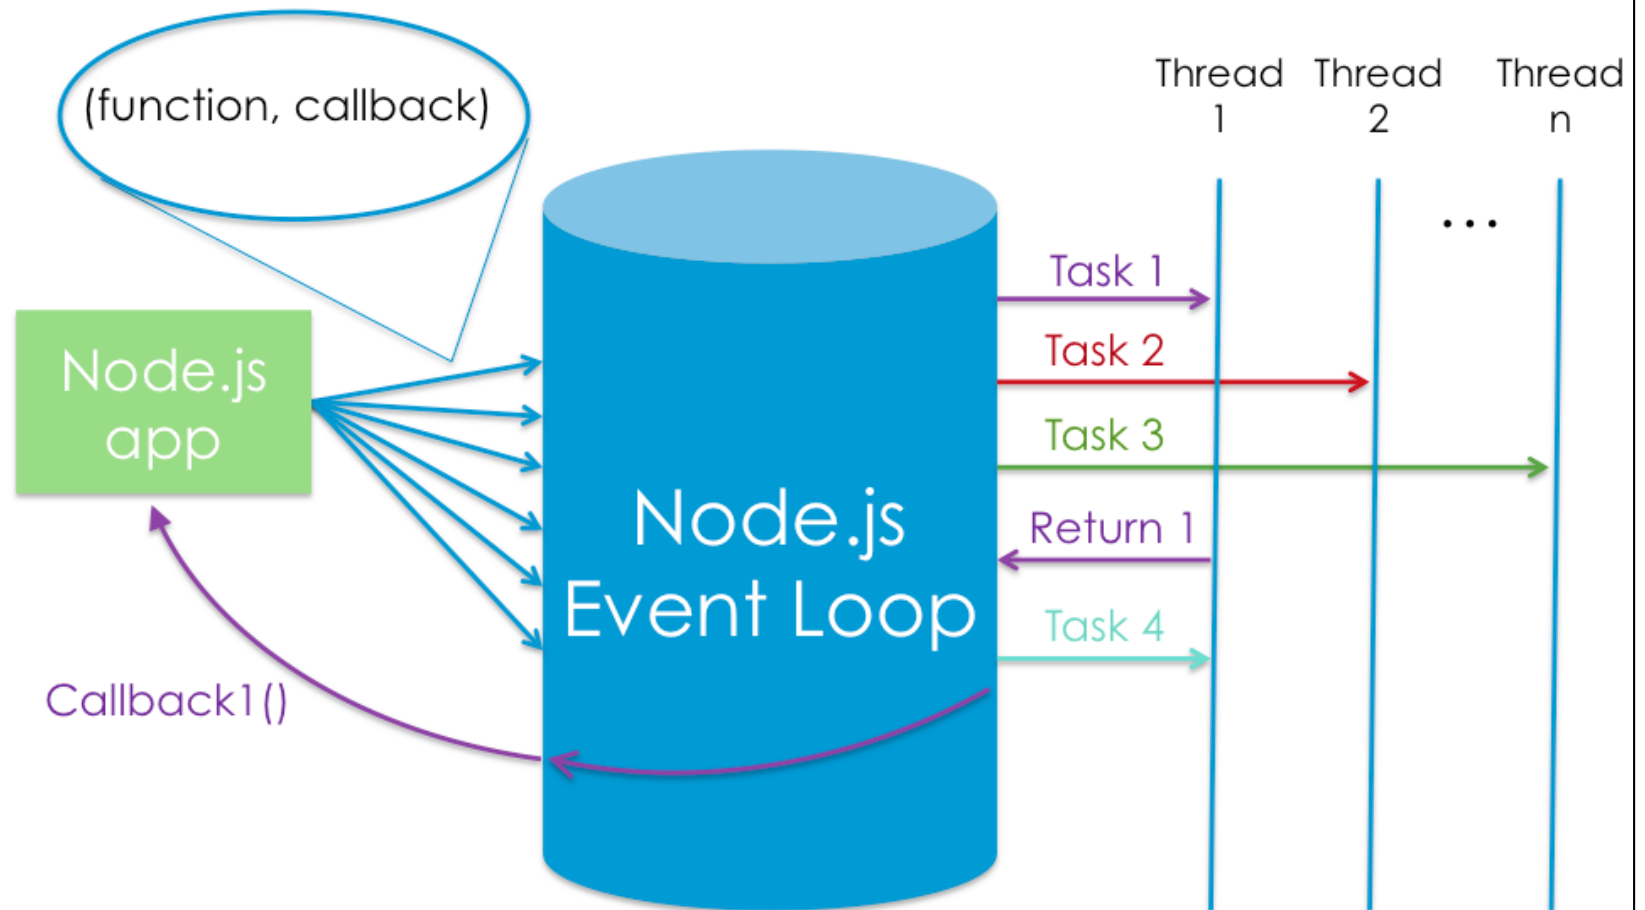 (function, callback)
Thread Thread Thread
1 2 n
...
Task 1
Task 2
Node.js
app
Task 3
Node.js
Event Loop
Return 1
Task 4
Callback1()